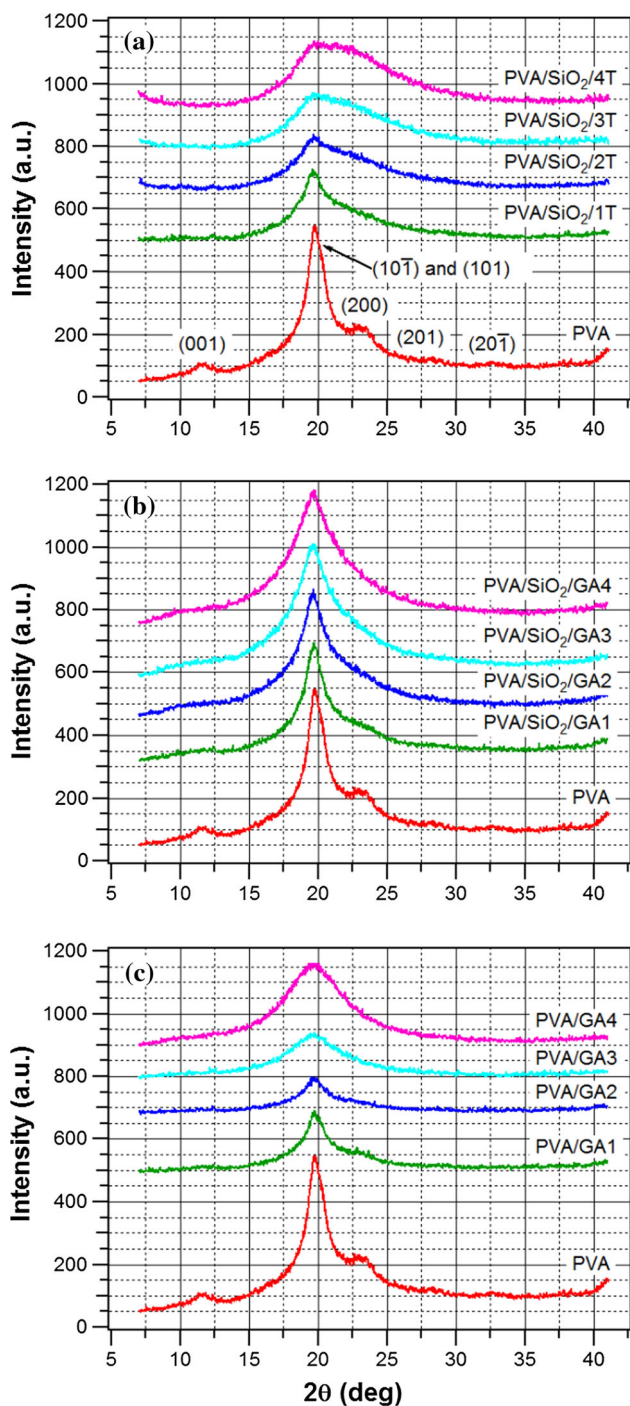 1200
(a)
1000
PVA/SiO₂/4T
PVA/SiO₂/3T
800
PVA/SiO₂/2T
600
PVA/SiO₂/1T
Intensity (a.u.)
400
(101̅) and (101)
(200)
200
(001)
(201)
(201̅)
PVA
0
5 10 15 20 25 30 35 40
1200
(b)
1000
PVA/SiO₂/GA4
800
PVA/SiO₂/GA3
600
PVA/SiO₂/GA2
Intensity (a.u.)
400
PVA/SiO₂/GA1
200
PVA
0
5 10 15 20 25 30 35 40
1200
(c)
1000
PVA/GA4
PVA/GA3
800
PVA/GA2
600
PVA/GA1
Intensity (a.u.)
400
200
PVA
0
5 10 15 20 25 30 35 40
2θ (deg)